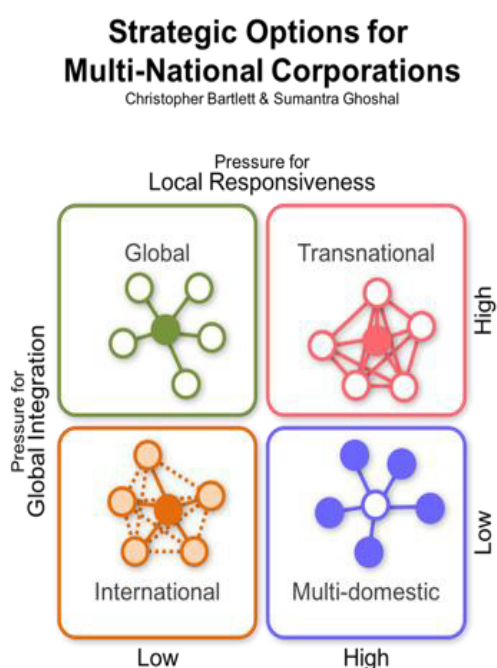 Strategic Options for
Multi-National Corporations
Christopher Bartlett & Sumantra Ghoshal
Pressure for
Local Responsiveness
Global
Transnational
High
Pressure for
Global Integration
International
Multi-domestic
Low
Low
High